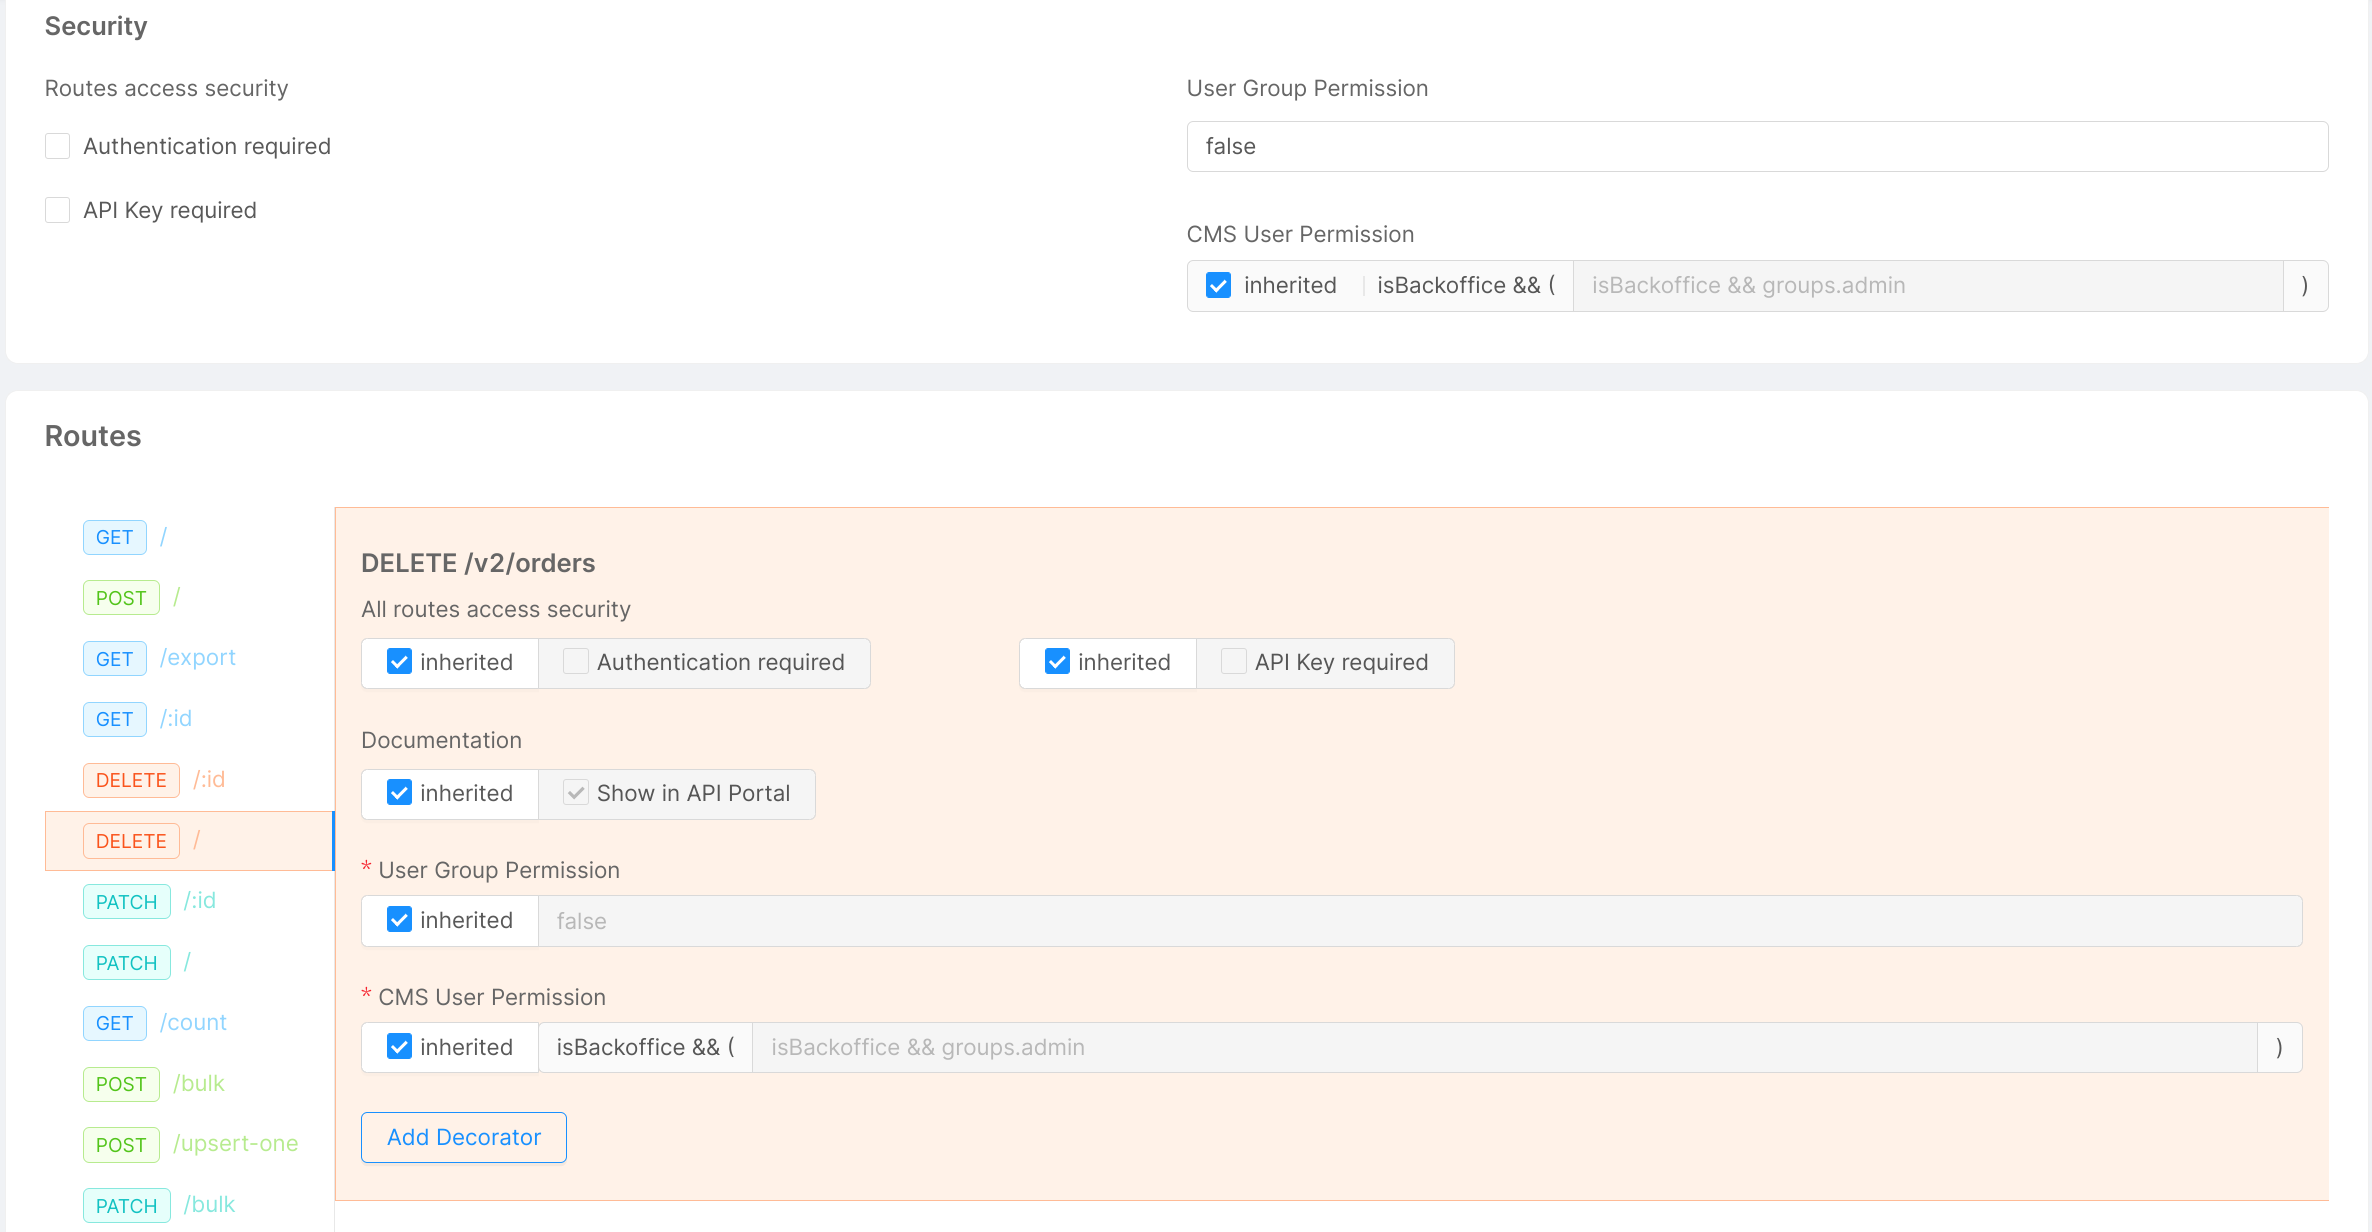 Security
Routes access security
Authentication required
API Key required
User Group Permission
false
CMS User Permission
inherited isBackoffice && ( isBackoffice && groups.admin )
Routes
GET /
POST /
GET /export
GET /:id
DELETE /:id
DELETE /
PATCH /:id
PATCH /
GET /count
POST /bulk
POST /upsert-one
PATCH /bulk
DELETE /v2/orders
All routes access security
inherited Authentication required inherited API Key required
Documentation
inherited Show in API Portal
* User Group Permission
inherited false
* CMS User Permission
inherited isBackoffice && ( isBackoffice && groups.admin )
Add Decorator